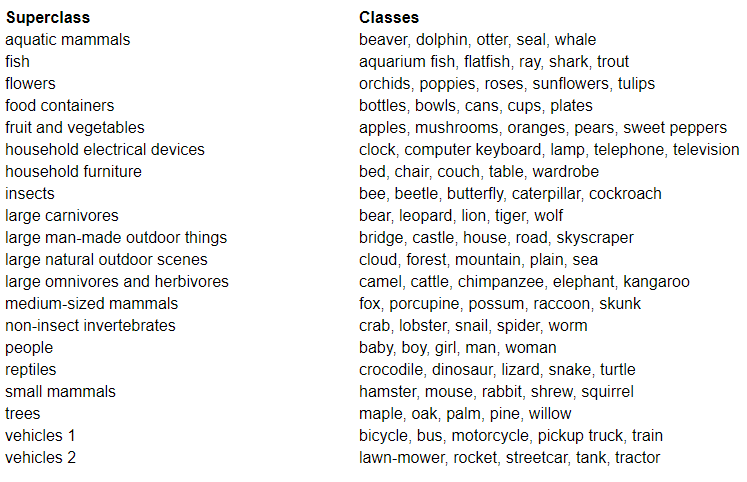 Superclass Classes
aquatic mammals beaver, dolphin, otter, seal, whale
fish aquarium fish, flatfish, ray, shark, trout
flowers orchids, poppies, roses, sunflowers, tulips
food containers bottles, bowls, cans, cups, plates
fruit and vegetables apples, mushrooms, oranges, pears, sweet peppers
household electrical devices clock, computer keyboard, lamp, telephone, television
household furniture bed, chair, couch, table, wardrobe
insects bee, beetle, butterfly, caterpillar, cockroach
large carnivores bear, leopard, lion, tiger, wolf
large man-made outdoor things bridge, castle, house, road, skyscraper
large natural outdoor scenes cloud, forest, mountain, plain, sea
large omnivores and herbivores camel, cattle, chimpanzee, elephant, kangaroo
medium-sized mammals fox, porcupine, possum, raccoon, skunk
non-insect invertebrates crab, lobster, snail, spider, worm
people baby, boy, girl, man, woman
reptiles crocodile, dinosaur, lizard, snake, turtle
small mammals hamster, mouse, rabbit, shrew, squirrel
trees maple, oak, palm, pine, willow
vehicles 1 bicycle, bus, motorcycle, pickup truck, train
vehicles 2 lawn-mower, rocket, streetcar, tank, tractor